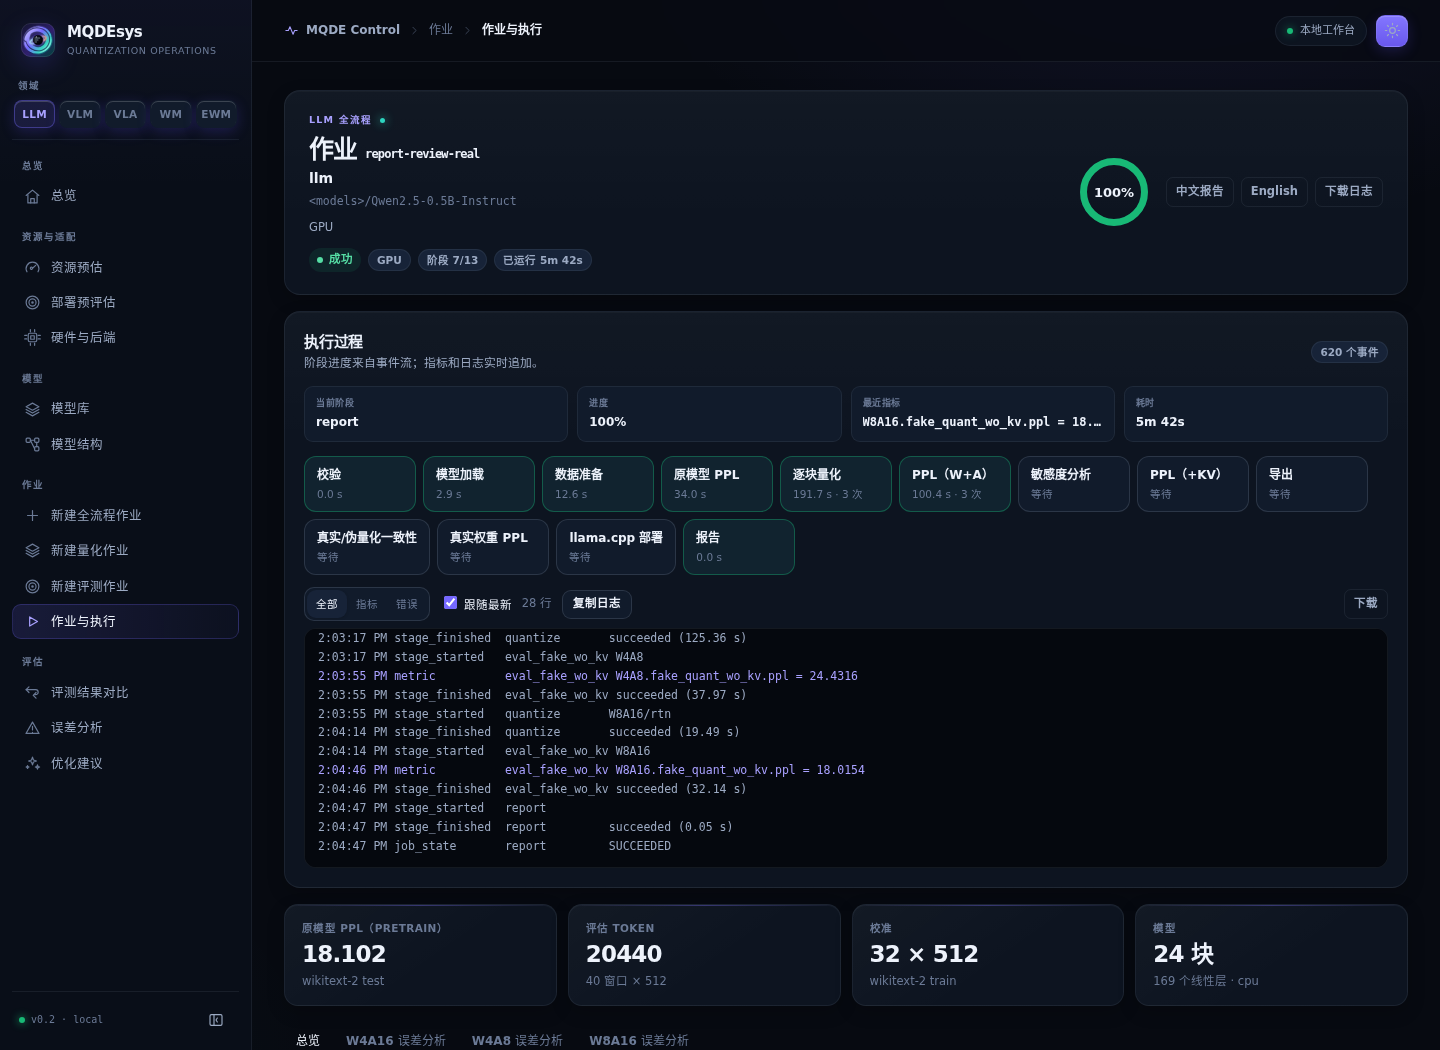 MQDEsys
QUANTIZATION OPERATIONS
领域
LLM VLM VLA WM EWM
总览
总览
资源与适配
资源预估
部署预评估
硬件与后端
模型
模型库
模型结构
作业
新建全流程作业
新建量化作业
新建评测作业
作业与执行
评估
评测结果对比
误差分析
优化建议
v0.2 · local
MQDE Control › 作业 › 作业与执行
本地工作台
LLM 全流程
作业 report-review-real
llm
<models>/Qwen2.5-0.5B-Instruct
GPU
成功 GPU 阶段 7/13 已运行 5m 42s
100%
中文报告 English 下载日志
执行过程
阶段进度来自事件流；指标和日志实时追加。
620 个事件
当前阶段
report
进度
100%
最近指标
W8A16.fake_quant_wo_kv.ppl = 18.…
耗时
5m 42s
校验
0.0 s
模型加载
2.9 s
数据准备
12.6 s
原模型 PPL
34.0 s
逐块量化
191.7 s · 3 次
PPL（W+A）
100.4 s · 3 次
敏感度分析
等待
PPL（+KV）
等待
导出
等待
真实/伪量化一致性
等待
真实权重 PPL
等待
llama.cpp 部署
等待
报告
0.0 s
全部 指标 错误 跟随最新 28 行 复制日志 下载
2:03:17 PM stage_finished quantize succeeded (125.36 s)
2:03:17 PM stage_started eval_fake_wo_kv W4A8
2:03:55 PM metric eval_fake_wo_kv W4A8.fake_quant_wo_kv.ppl = 24.4316
2:03:55 PM stage_finished eval_fake_wo_kv succeeded (37.97 s)
2:03:55 PM stage_started quantize W8A16/rtn
2:04:14 PM stage_finished quantize succeeded (19.49 s)
2:04:14 PM stage_started eval_fake_wo_kv W8A16
2:04:46 PM metric eval_fake_wo_kv W8A16.fake_quant_wo_kv.ppl = 18.0154
2:04:46 PM stage_finished eval_fake_wo_kv succeeded (32.14 s)
2:04:47 PM stage_started report
2:04:47 PM stage_finished report succeeded (0.05 s)
2:04:47 PM job_state report SUCCEEDED
原模型 PPL（PRETRAIN）
18.102
wikitext-2 test
评估 TOKEN
20440
40 窗口 × 512
校准
32 × 512
wikitext-2 train
模型
24 块
169 个线性层 · cpu
总览 W4A16 误差分析 W4A8 误差分析 W8A16 误差分析